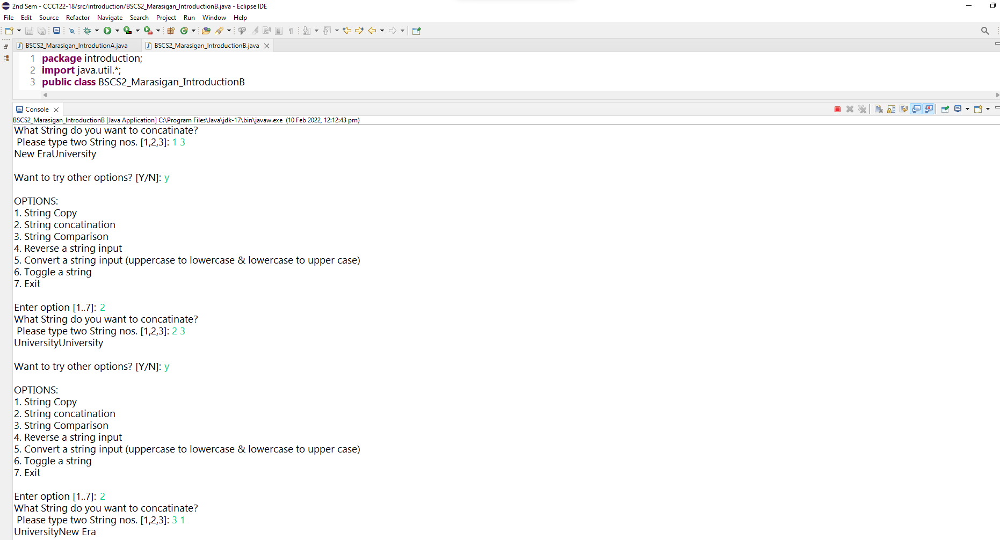 2nd Sem - CCC122-18/src/introduction/BSCS2_Marasigan_IntroductionB.java - Eclipse IDE
File Edit Source Refactor Navigate Search Project Run Window Help
BSCS2_Marasigan_IntrodutionA.java BSCS2_Marasigan_IntroductionB.java
1 package introduction;
2 import java.util.*;
3 public class BSCS2_Marasigan_IntroductionB
Console
BSCS2_Marasigan_IntroductionB [Java Application] C:\Program Files\Java\jdk-17\bin\javaw.exe (10 Feb 2022, 12:12:43 pm)
What String do you want to concatinate?
Please type two String nos. [1,2,3]: 1 3
New EraUniversity
Want to try other options? [Y/N]: y
OPTIONS:
1. String Copy
2. String concatination
3. String Comparison
4. Reverse a string input
5. Convert a string input (uppercase to lowercase & lowercase to upper case)
6. Toggle a string
7. Exit
Enter option [1..7]: 2
What String do you want to concatinate?
Please type two String nos. [1,2,3]: 2 3
UniversityUniversity
Want to try other options? [Y/N]: y
OPTIONS:
1. String Copy
2. String concatination
3. String Comparison
4. Reverse a string input
5. Convert a string input (uppercase to lowercase & lowercase to upper case)
6. Toggle a string
7. Exit
Enter option [1..7]: 2
What String do you want to concatinate?
Please type two String nos. [1,2,3]: 3 1
UniversityNew Era